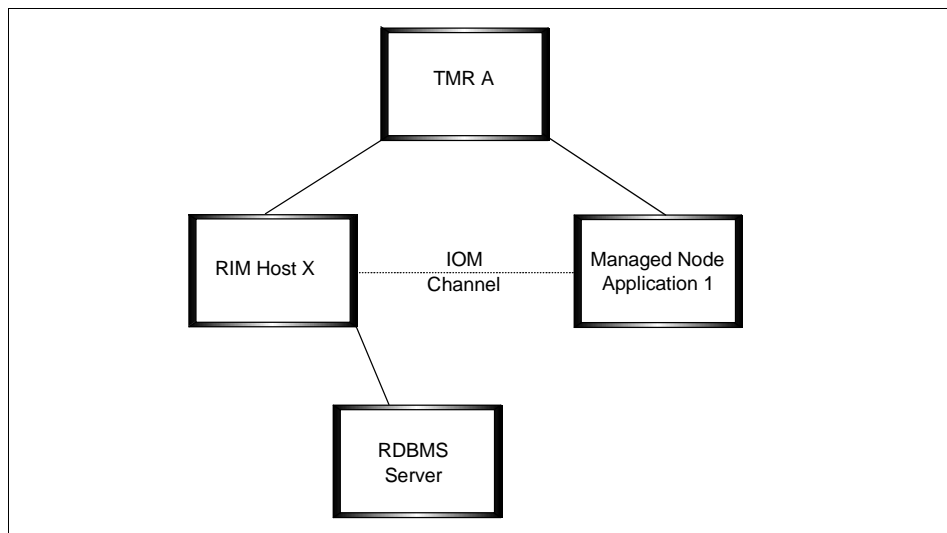 TMR A
RIM Host X
IOM
Channel
Managed Node
Application 1
RDBMS
Server